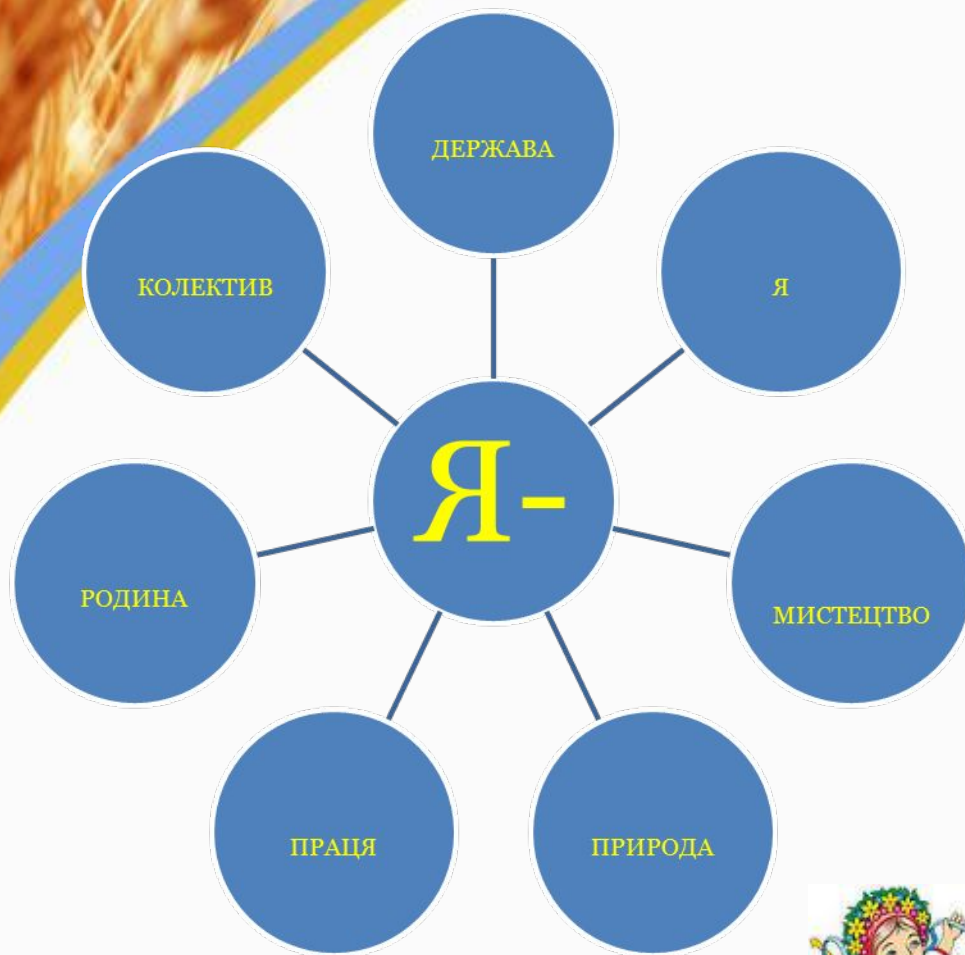 ДЕРЖАВА
КОЛЕКТИВ
Я
Я-
РОДИНА
МИСТЕЦТВО
ПРАЦЯ
ПРИРОДА